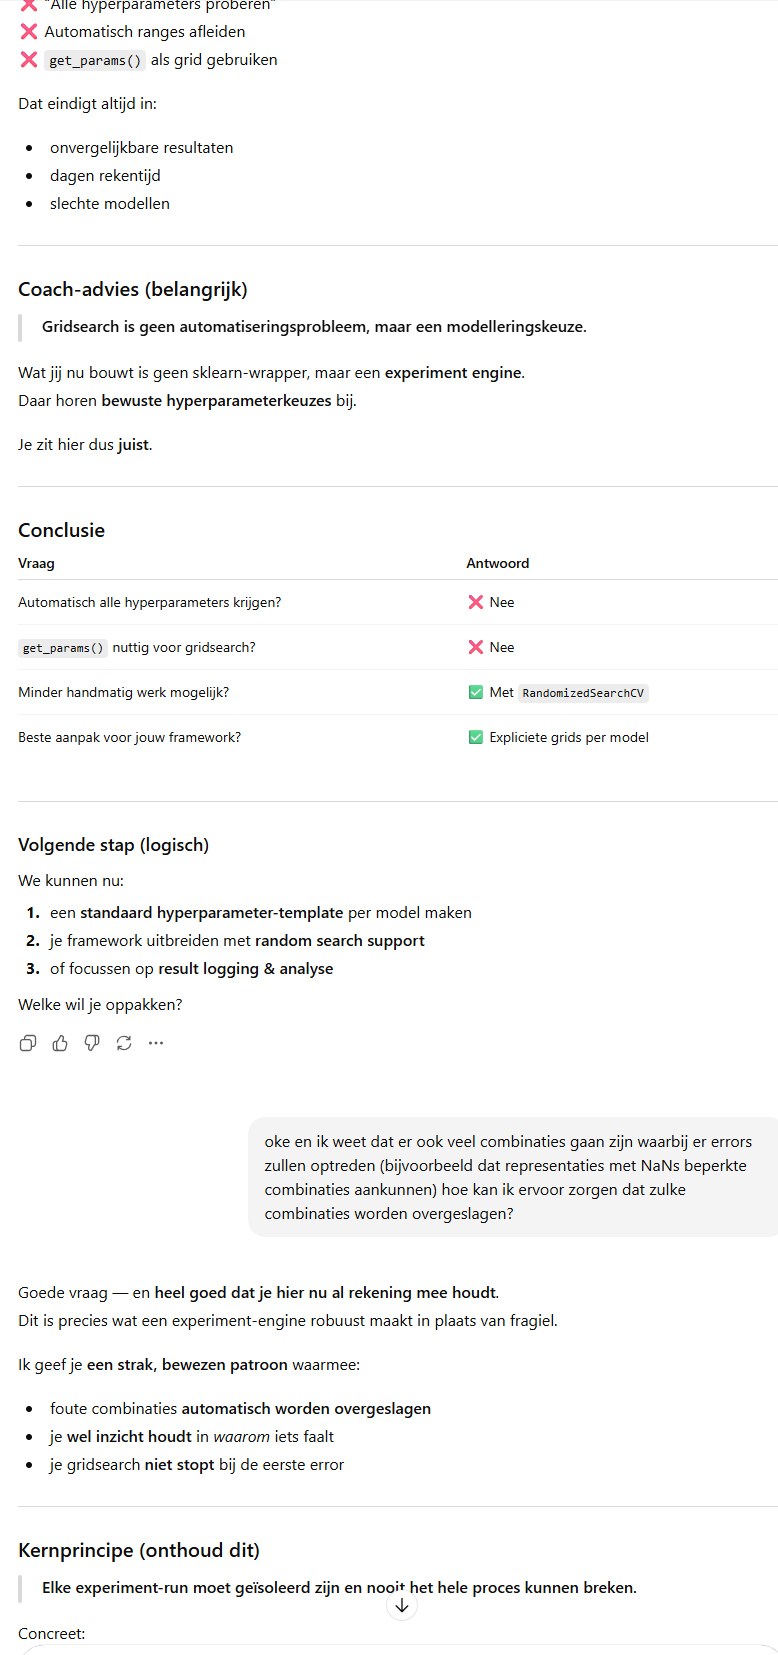 ❌ "Alle hyperparameters proberen"
❌ Automatisch ranges afleiden
❌ get_params() als grid gebruiken
Dat eindigt altijd in:
• onvergelijkbare resultaten
• dagen rekentijd
• slechte modellen
Coach-advies (belangrijk)
Gridsearch is geen automatiseringsprobleem, maar een modelleringskeuze.
Wat jij nu bouwt is geen sklearn-wrapper, maar een experiment engine.
Daar horen bewuste hyperparameterkeuzes bij.
Je zit hier dus juist.
Conclusie
Vraag Antwoord
Automatisch alle hyperparameters krijgen? ❌ Nee
get_params() nuttig voor gridsearch? ❌ Nee
Minder handmatig werk mogelijk? ✅ Met RandomizedSearchCV
Beste aanpak voor jouw framework? ✅ Expliciete grids per model
Volgende stap (logisch)
We kunnen nu:
1. een standaard hyperparameter-template per model maken
2. je framework uitbreiden met random search support
3. of focussen op result logging & analyse
Welke wil je oppakken?
oke en ik weet dat er ook veel combinaties gaan zijn waarbij er errors
zullen optreden (bijvoorbeeld dat representaties met NaNs beperkte
combinaties aankunnen) hoe kan ik ervoor zorgen dat zulke
combinaties worden overgeslagen?
Goede vraag — en heel goed dat je hier nu al rekening mee houdt.
Dit is precies wat een experiment-engine robuust maakt in plaats van fragiel.
Ik geef je een strak, bewezen patroon waarmee:
• foute combinaties automatisch worden overgeslagen
• je wel inzicht houdt in waarom iets faalt
• je gridsearch niet stopt bij de eerste error
Kernprincipe (onthoud dit)
Elke experiment-run moet geïsoleerd zijn en nooit het hele proces kunnen breken.
Concreet: